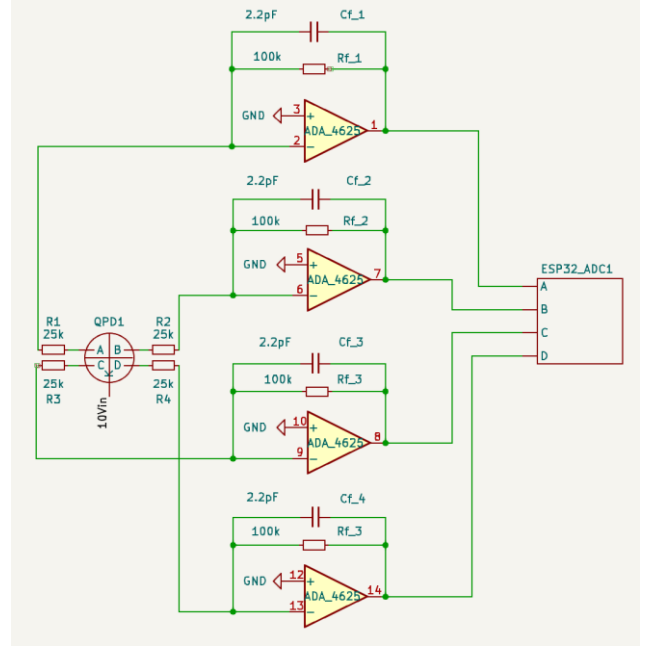 2.2pF Cf_1
100k Rf_1
GND 3 +
ADA_4625 1
2 -
2.2pF Cf_2
100k Rf_2
GND 5 +
ADA_4625 7
6 -
ESP32_ADC1
A
B
C
D
R1 QPD1 R2
25k 25k
A B
C D
25k 25k
R3 R4
10Vin
2.2pF Cf_3
100k Rf_3
GND 10 +
ADA_4625 8
9 -
2.2pF Cf_4
100k Rf_3
GND 12 +
ADA_4625 14
13 -